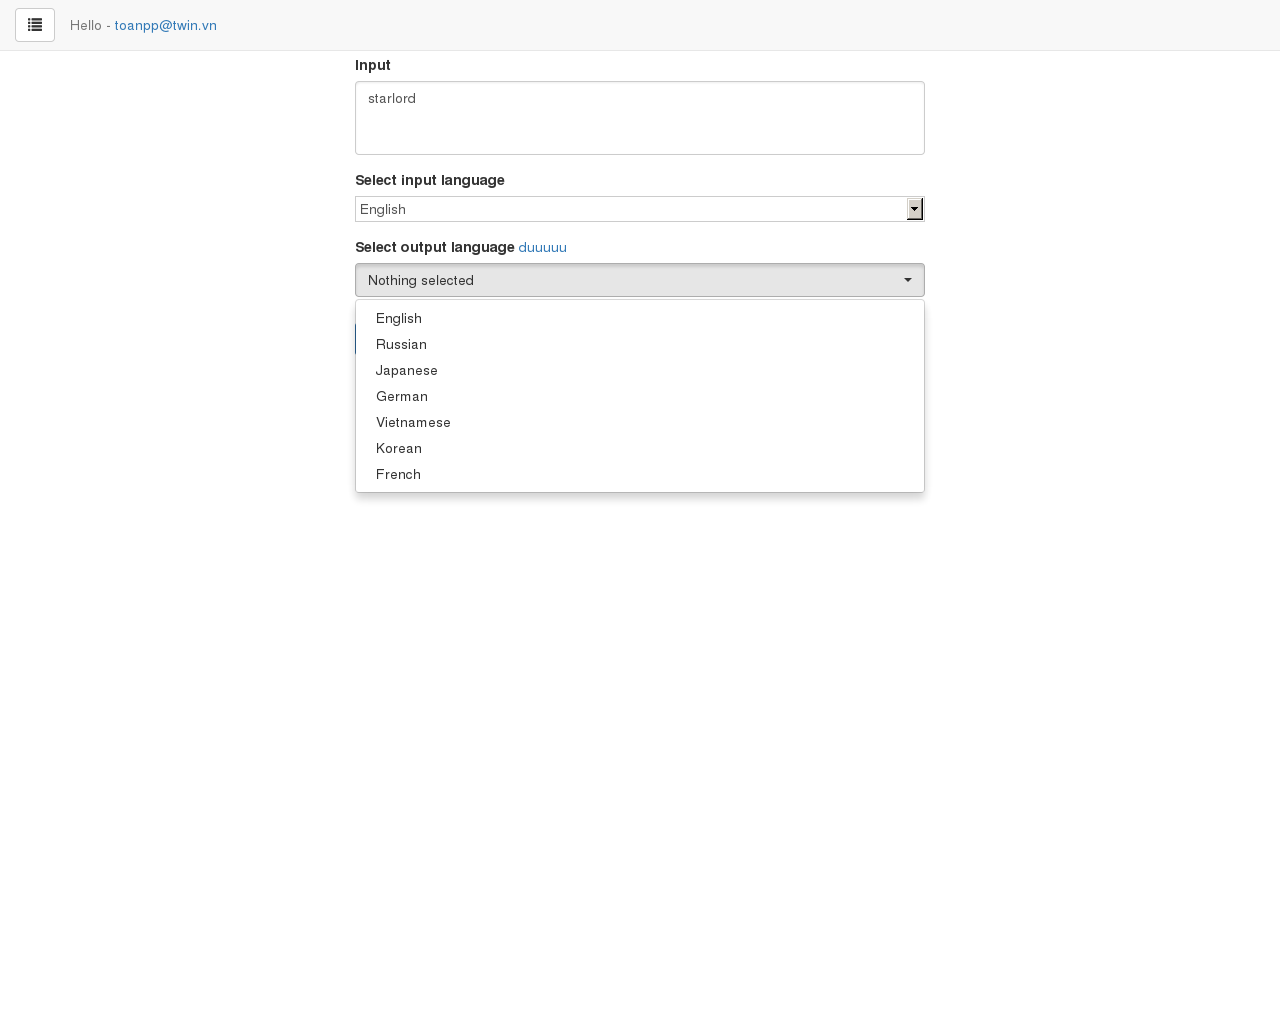 Hello - toanpp@twin.vn
Input
starlord
Select input language
English
Select output language duuuuu
Nothing selected
English
Russian
Japanese
German
Vietnamese
Korean
French